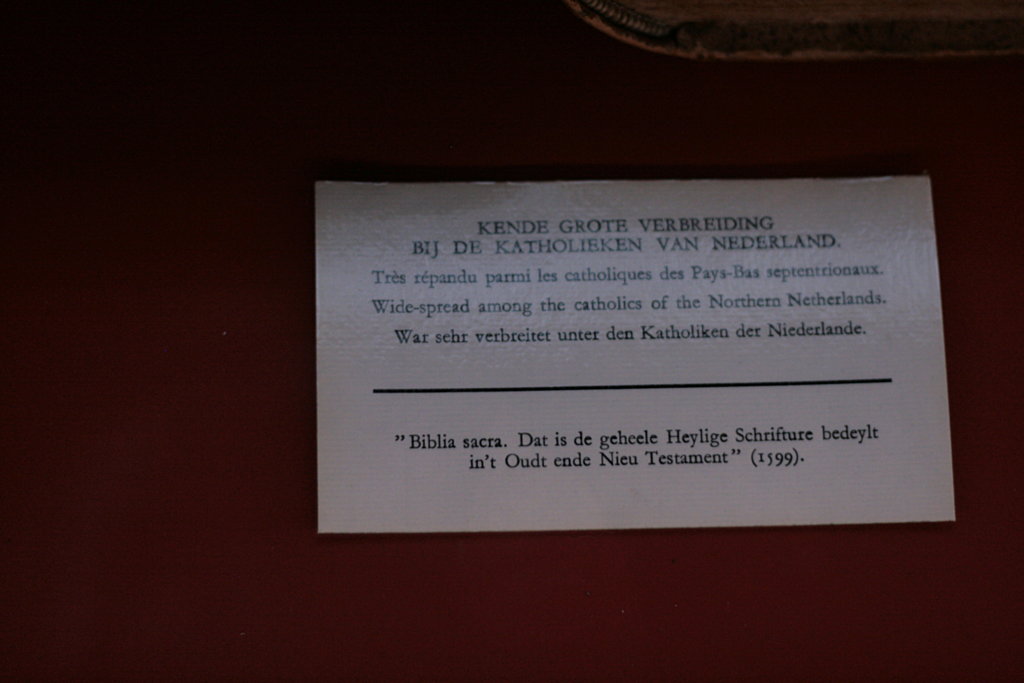 KENDE GROTE VERBREIDING
BIJ DE KATHOLIEKEN VAN NEDERLAND.
Très répandu parmi les catholiques des Pays-Bas septentrionaux.
Wide-spread among the catholics of the Northern Netherlands.
War sehr verbreitet unter den Katholiken der Niederlande.
”Biblia sacra. Dat is de geheele Heylige Schrifture bedeylt
in't Oudt ende Nieu Testament” (1599).